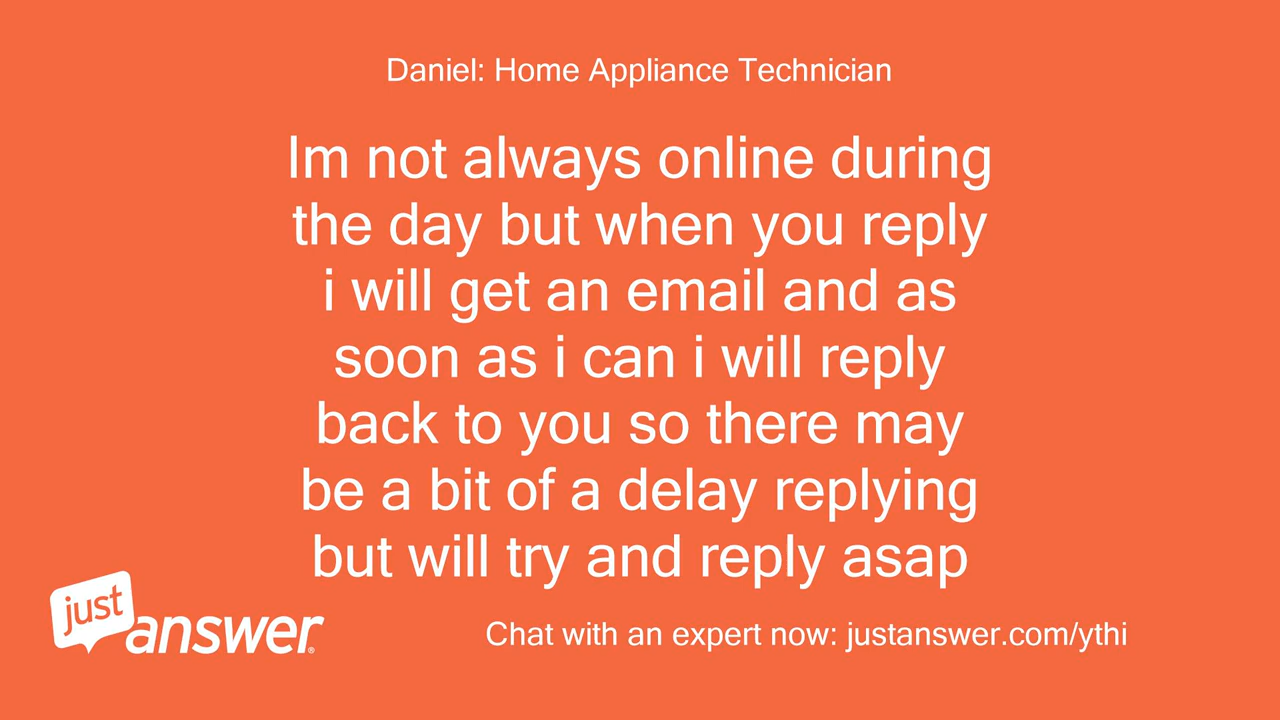 Daniel: Home Appliance Technician
Im not always online during
the day but when you reply
i will get an email and as
soon as i can i will reply
back to you so there may
be a bit of a delay replying
but will try and reply asap
just
answer®
Chat with an expert now: justanswer.com/ythi